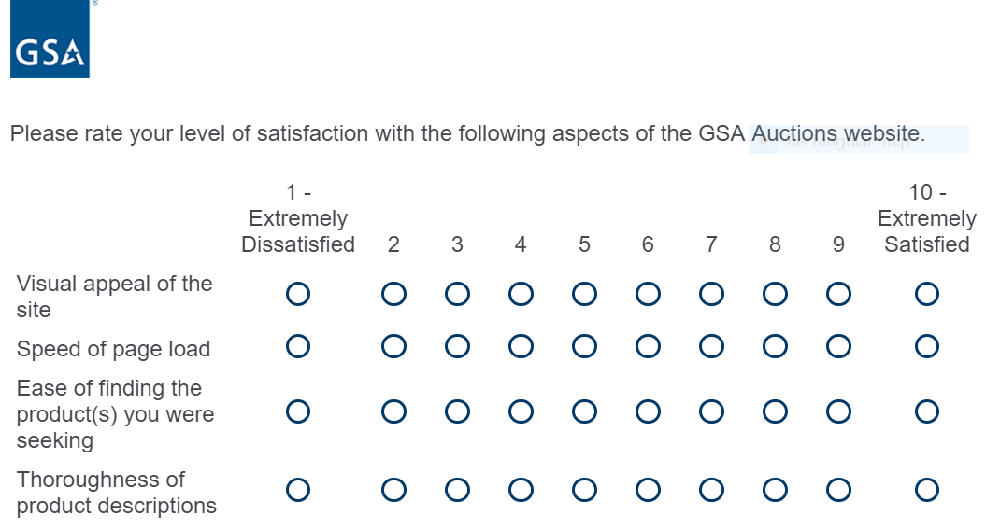 GSA
Please rate your level of satisfaction with the following aspects of the GSA Auctions website.
Rectangular Snip
1 -
Extremely
Dissatisfied 2 3 4 5 6 7 8 9 10 -
Extremely
Satisfied
Visual appeal of the
site
Speed of page load
Ease of finding the
product(s) you were
seeking
Thoroughness of
product descriptions